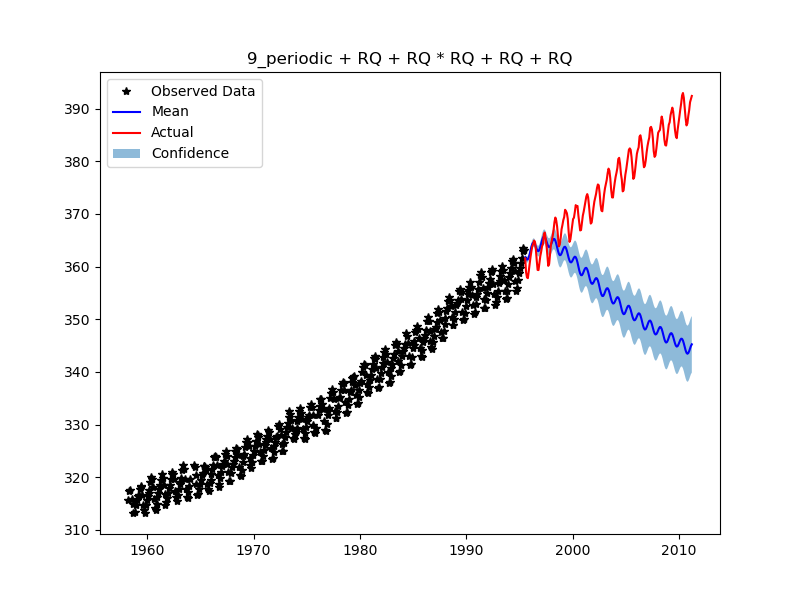 9_periodic + RQ + RQ * RQ + RQ + RQ
Observed Data
Mean
Actual
Confidence
390
380
370
360
350
340
330
320
310
1960 1970 1980 1990 2000 2010